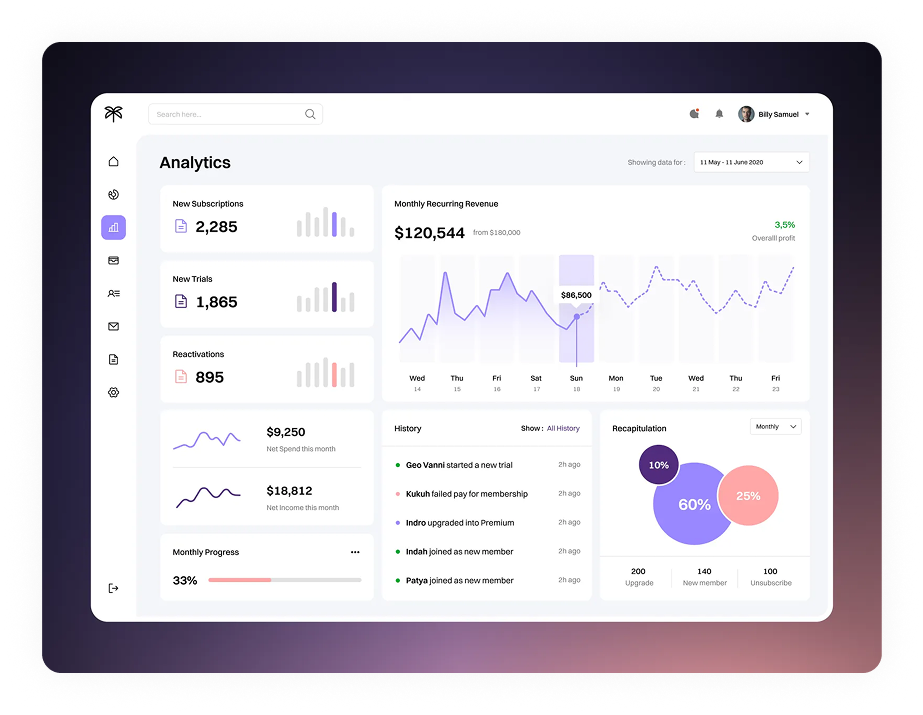 Search here...
Billy Samuel
Analytics
Showing data for :
11 May - 11 June 2020
New Subscriptions
2,285
New Trials
1,865
Reactivations
895
Monthly Recurring Revenue
$120,544 from $180,000
3,5%
Overalll profit
$86,500
Wed Thu Fri Sat Sun Mon Tue Wed Thu Fri
14 15 16 17 18 19 20 21 22 23
$9,250
Net Spend this month
$18,812
Net Income this month
Monthly Progress
33%
History
Show : All History
Geo Vanni started a new trial 2h ago
Kukuh failed pay for membership 2h ago
Indro upgraded into Premium 2h ago
Indah joined as new member 2h ago
Patya joined as new member 2h ago
Recapitulation
Monthly
10%
60%
25%
200 140 100
Upgrade New member Unsubscribe